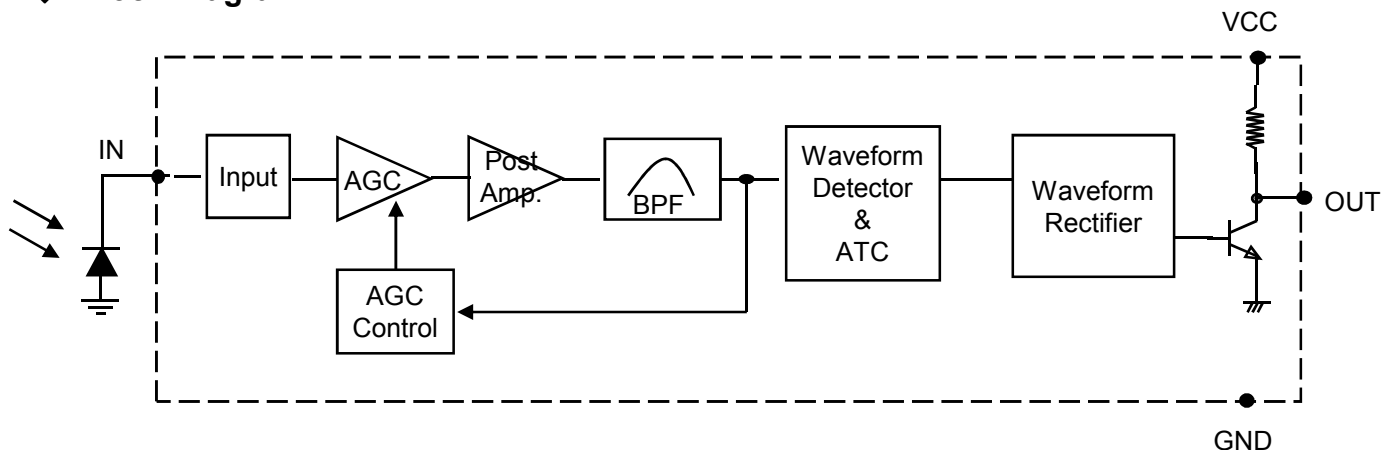 VCC
IN
Input
AGC
Post
Amp.
BPF
Waveform
Detector
&
ATC
Waveform
Rectifier
OUT
AGC
Control
GND